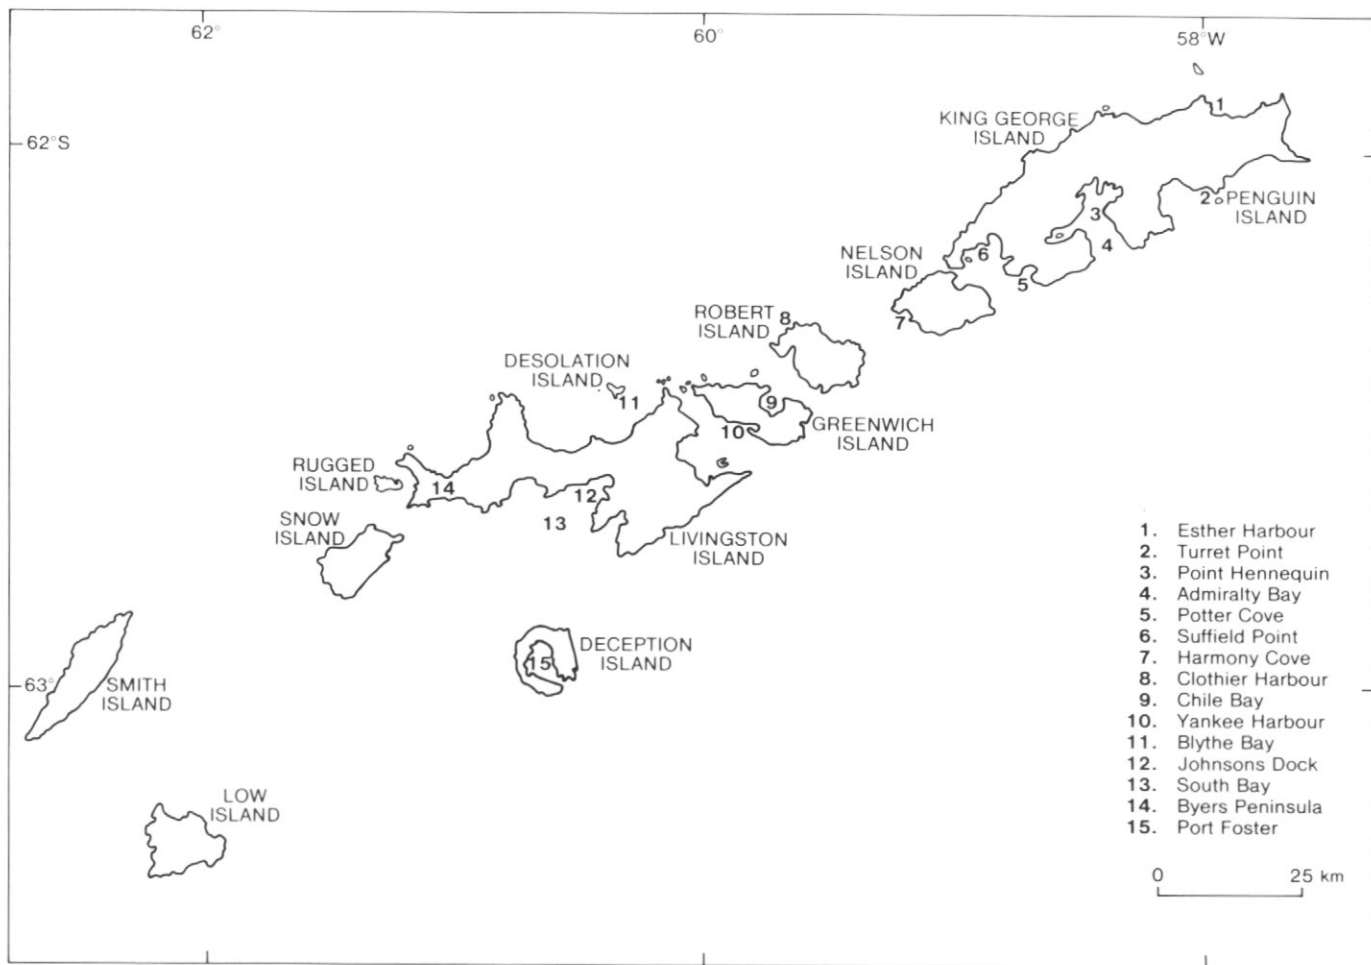 62°
60°
58°W
62°S
KING GEORGE
ISLAND
1
2
PENGUIN
ISLAND
3
4
NELSON
ISLAND
6
5
7
ROBERT
ISLAND
8
DESOLATION
ISLAND
11
9
10
GREENWICH
ISLAND
RUGGED
ISLAND
14
12
13
SNOW
ISLAND
LIVINGSTON
ISLAND
DECEPTION
ISLAND
15
63°
SMITH
ISLAND
LOW
ISLAND
1. Esther Harbour
2. Turret Point
3. Point Hennequin
4. Admiralty Bay
5. Potter Cove
6. Suffield Point
7. Harmony Cove
8. Clothier Harbour
9. Chile Bay
10. Yankee Harbour
11. Blythe Bay
12. Johnsons Dock
13. South Bay
14. Byers Peninsula
15. Port Foster
0 25 km